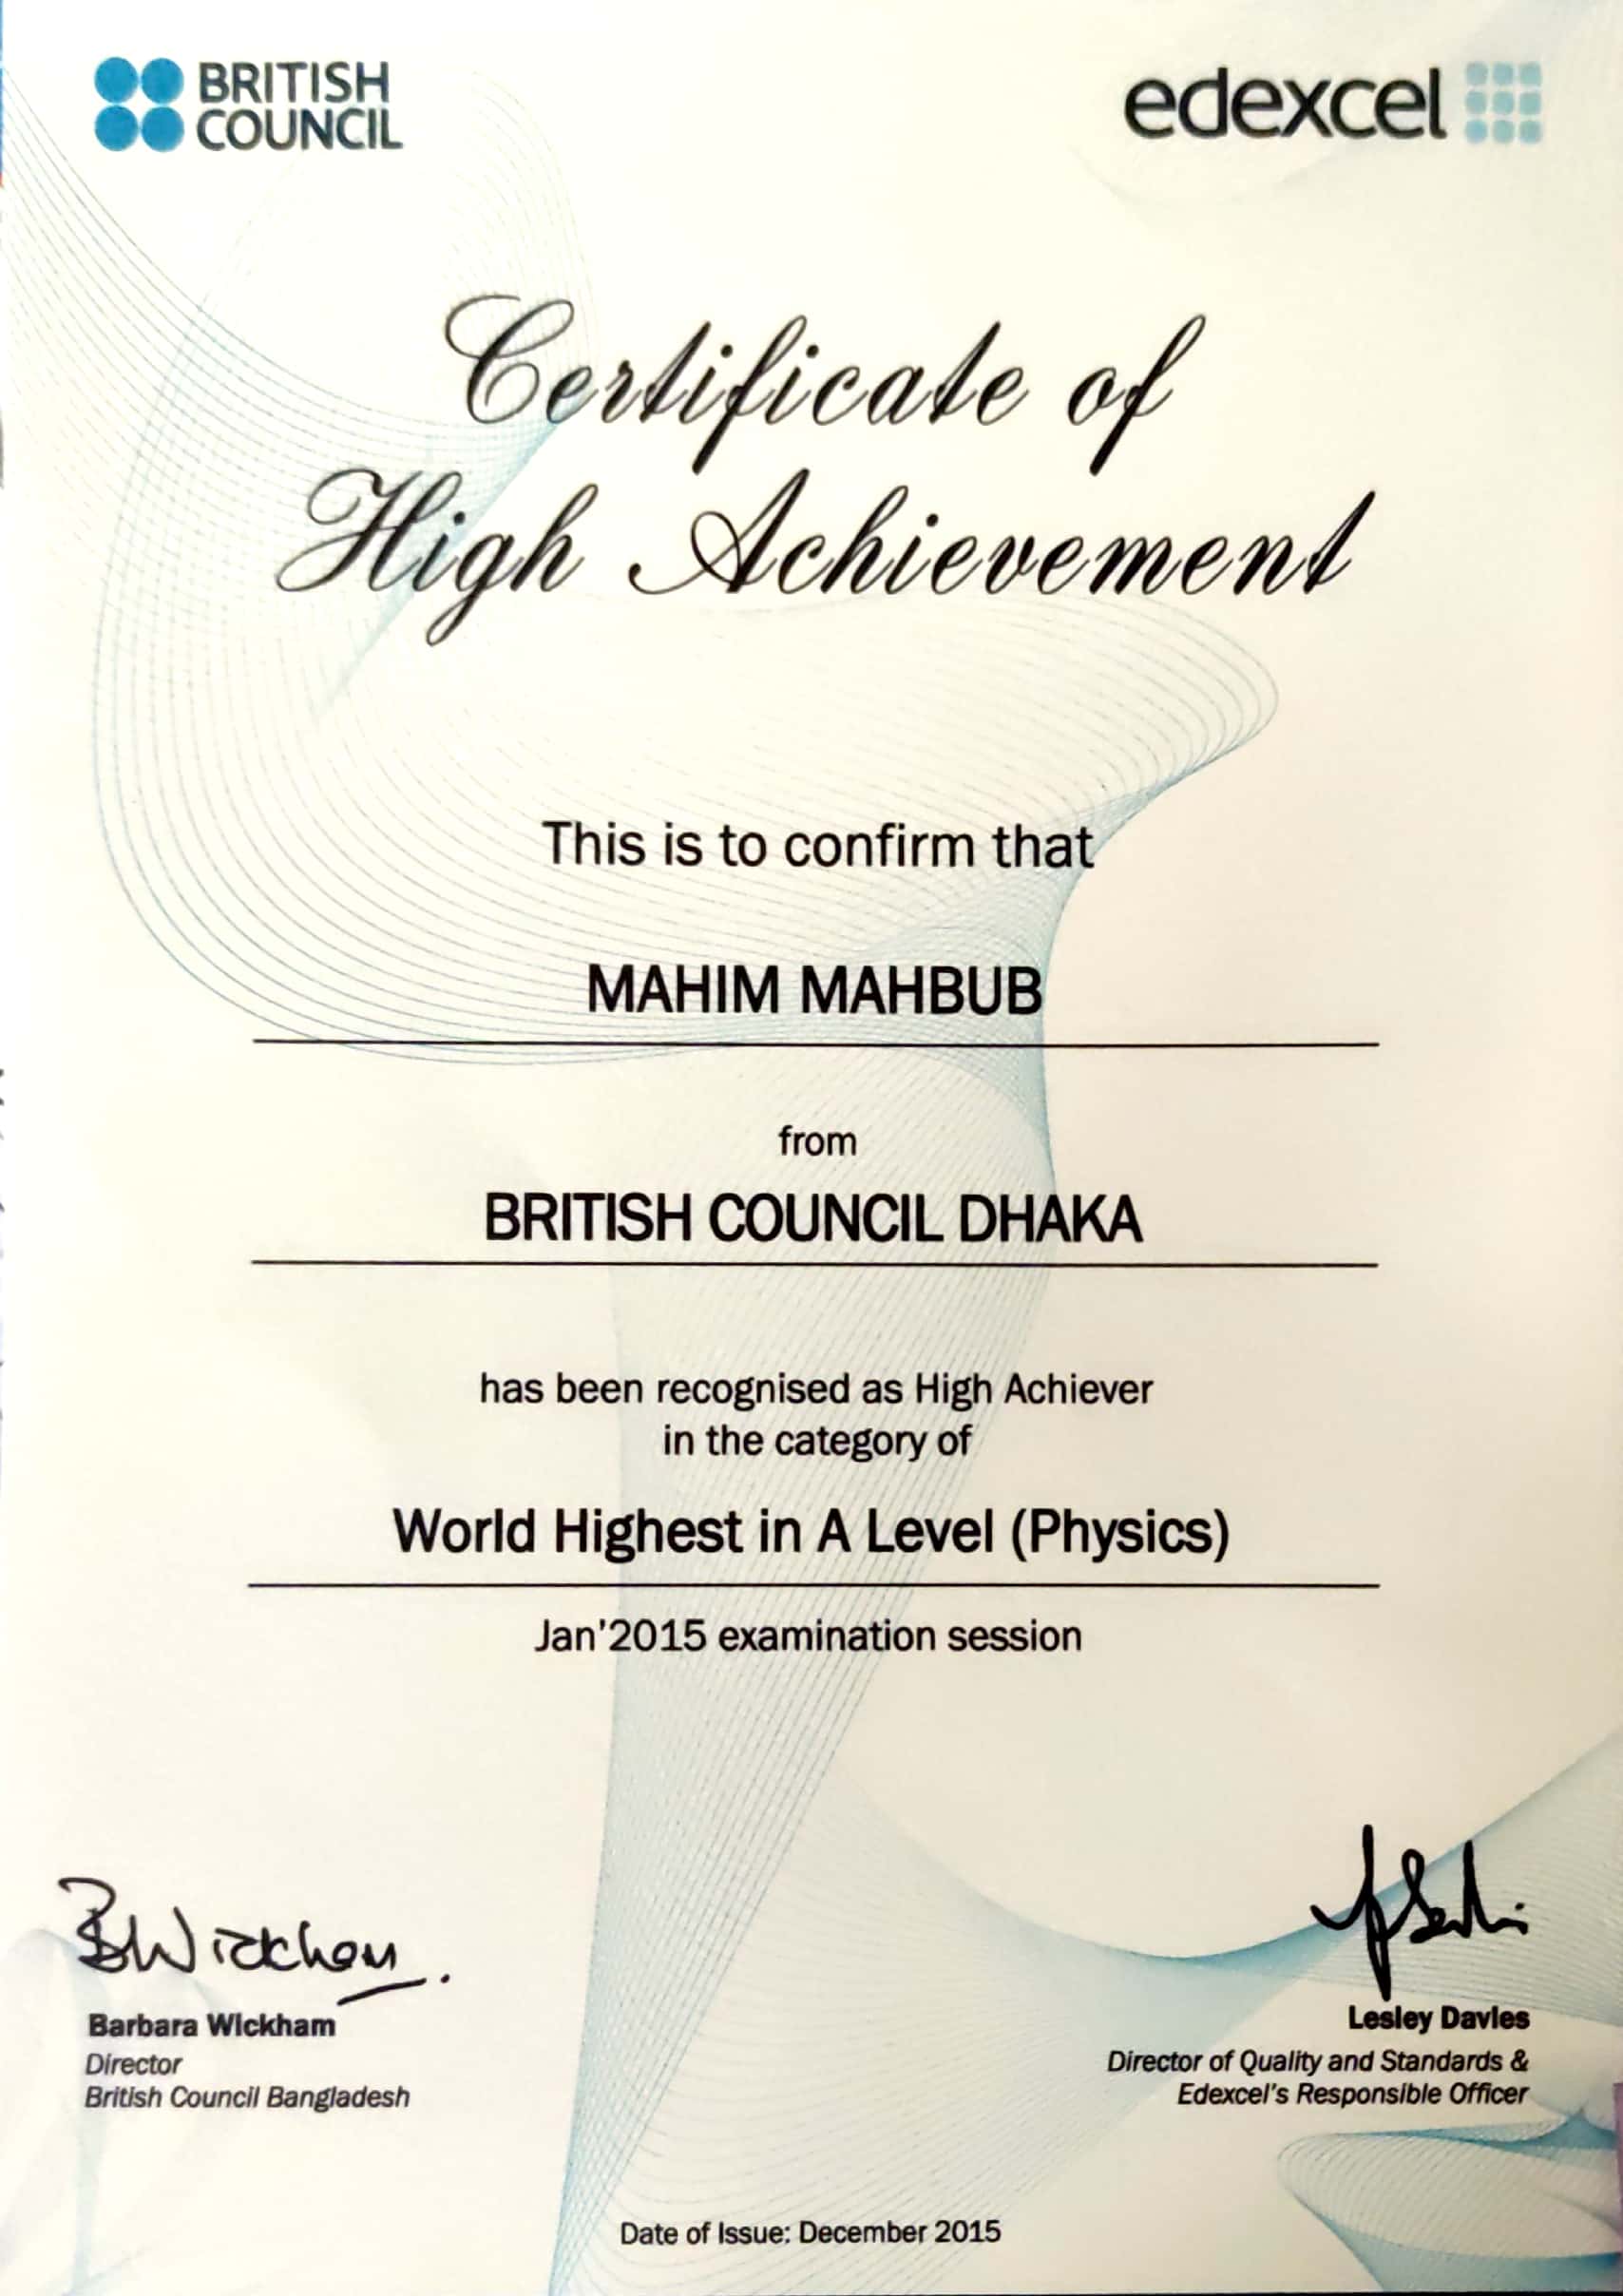 BRITISH
COUNCIL
edexcel
Certificate of
High Achievement
This is to confirm that
MAHIM MAHBUB
from
BRITISH COUNCIL DHAKA
has been recognised as High Achiever
in the category of
World Highest in A Level (Physics)
Jan'2015 examination session
BWickham
Barbara Wickham
Director
British Council Bangladesh
Lesley Davies
Director of Quality and Standards &
Edexcel's Responsible Officer
Date of Issue: December 2015